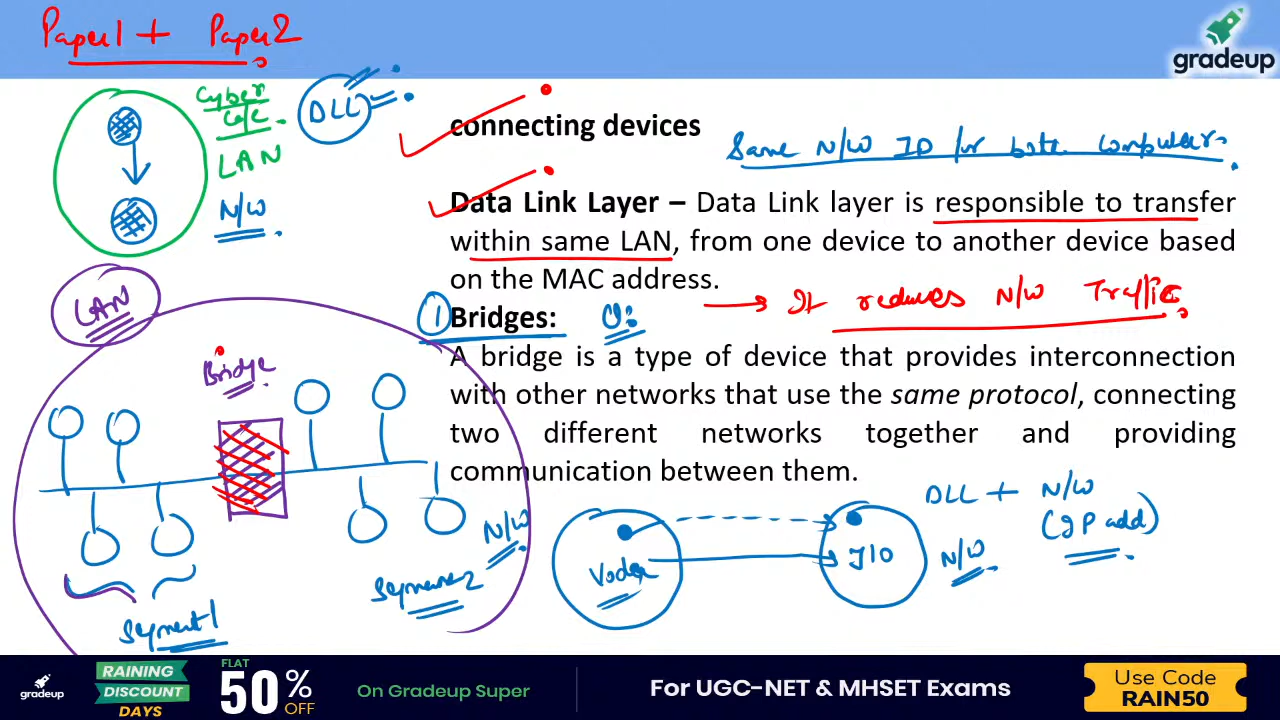 Paper1 + Paper2
gradeup
Cyber
Cafe
LAN
N/W
DLL
connecting devices
Same N/W ID for both computers
Data Link Layer – Data Link layer is responsible to transfer
within same LAN, from one device to another device based
on the MAC address.
→ It reduces N/W Traffic
1 Bridges:
A bridge is a type of device that provides interconnection
with other networks that use the same protocol, connecting
two different networks together and providing
communication between them.
LAN
Bridge
N/W
Segment 2
Segment 1
Voda
JIO
N/W
DLL + N/W
(IP add)
gradeup
RAINING
DISCOUNT
DAYS
FLAT
50%
OFF
On Gradeup Super
For UGC-NET & MHSET Exams
Use Code
RAIN50